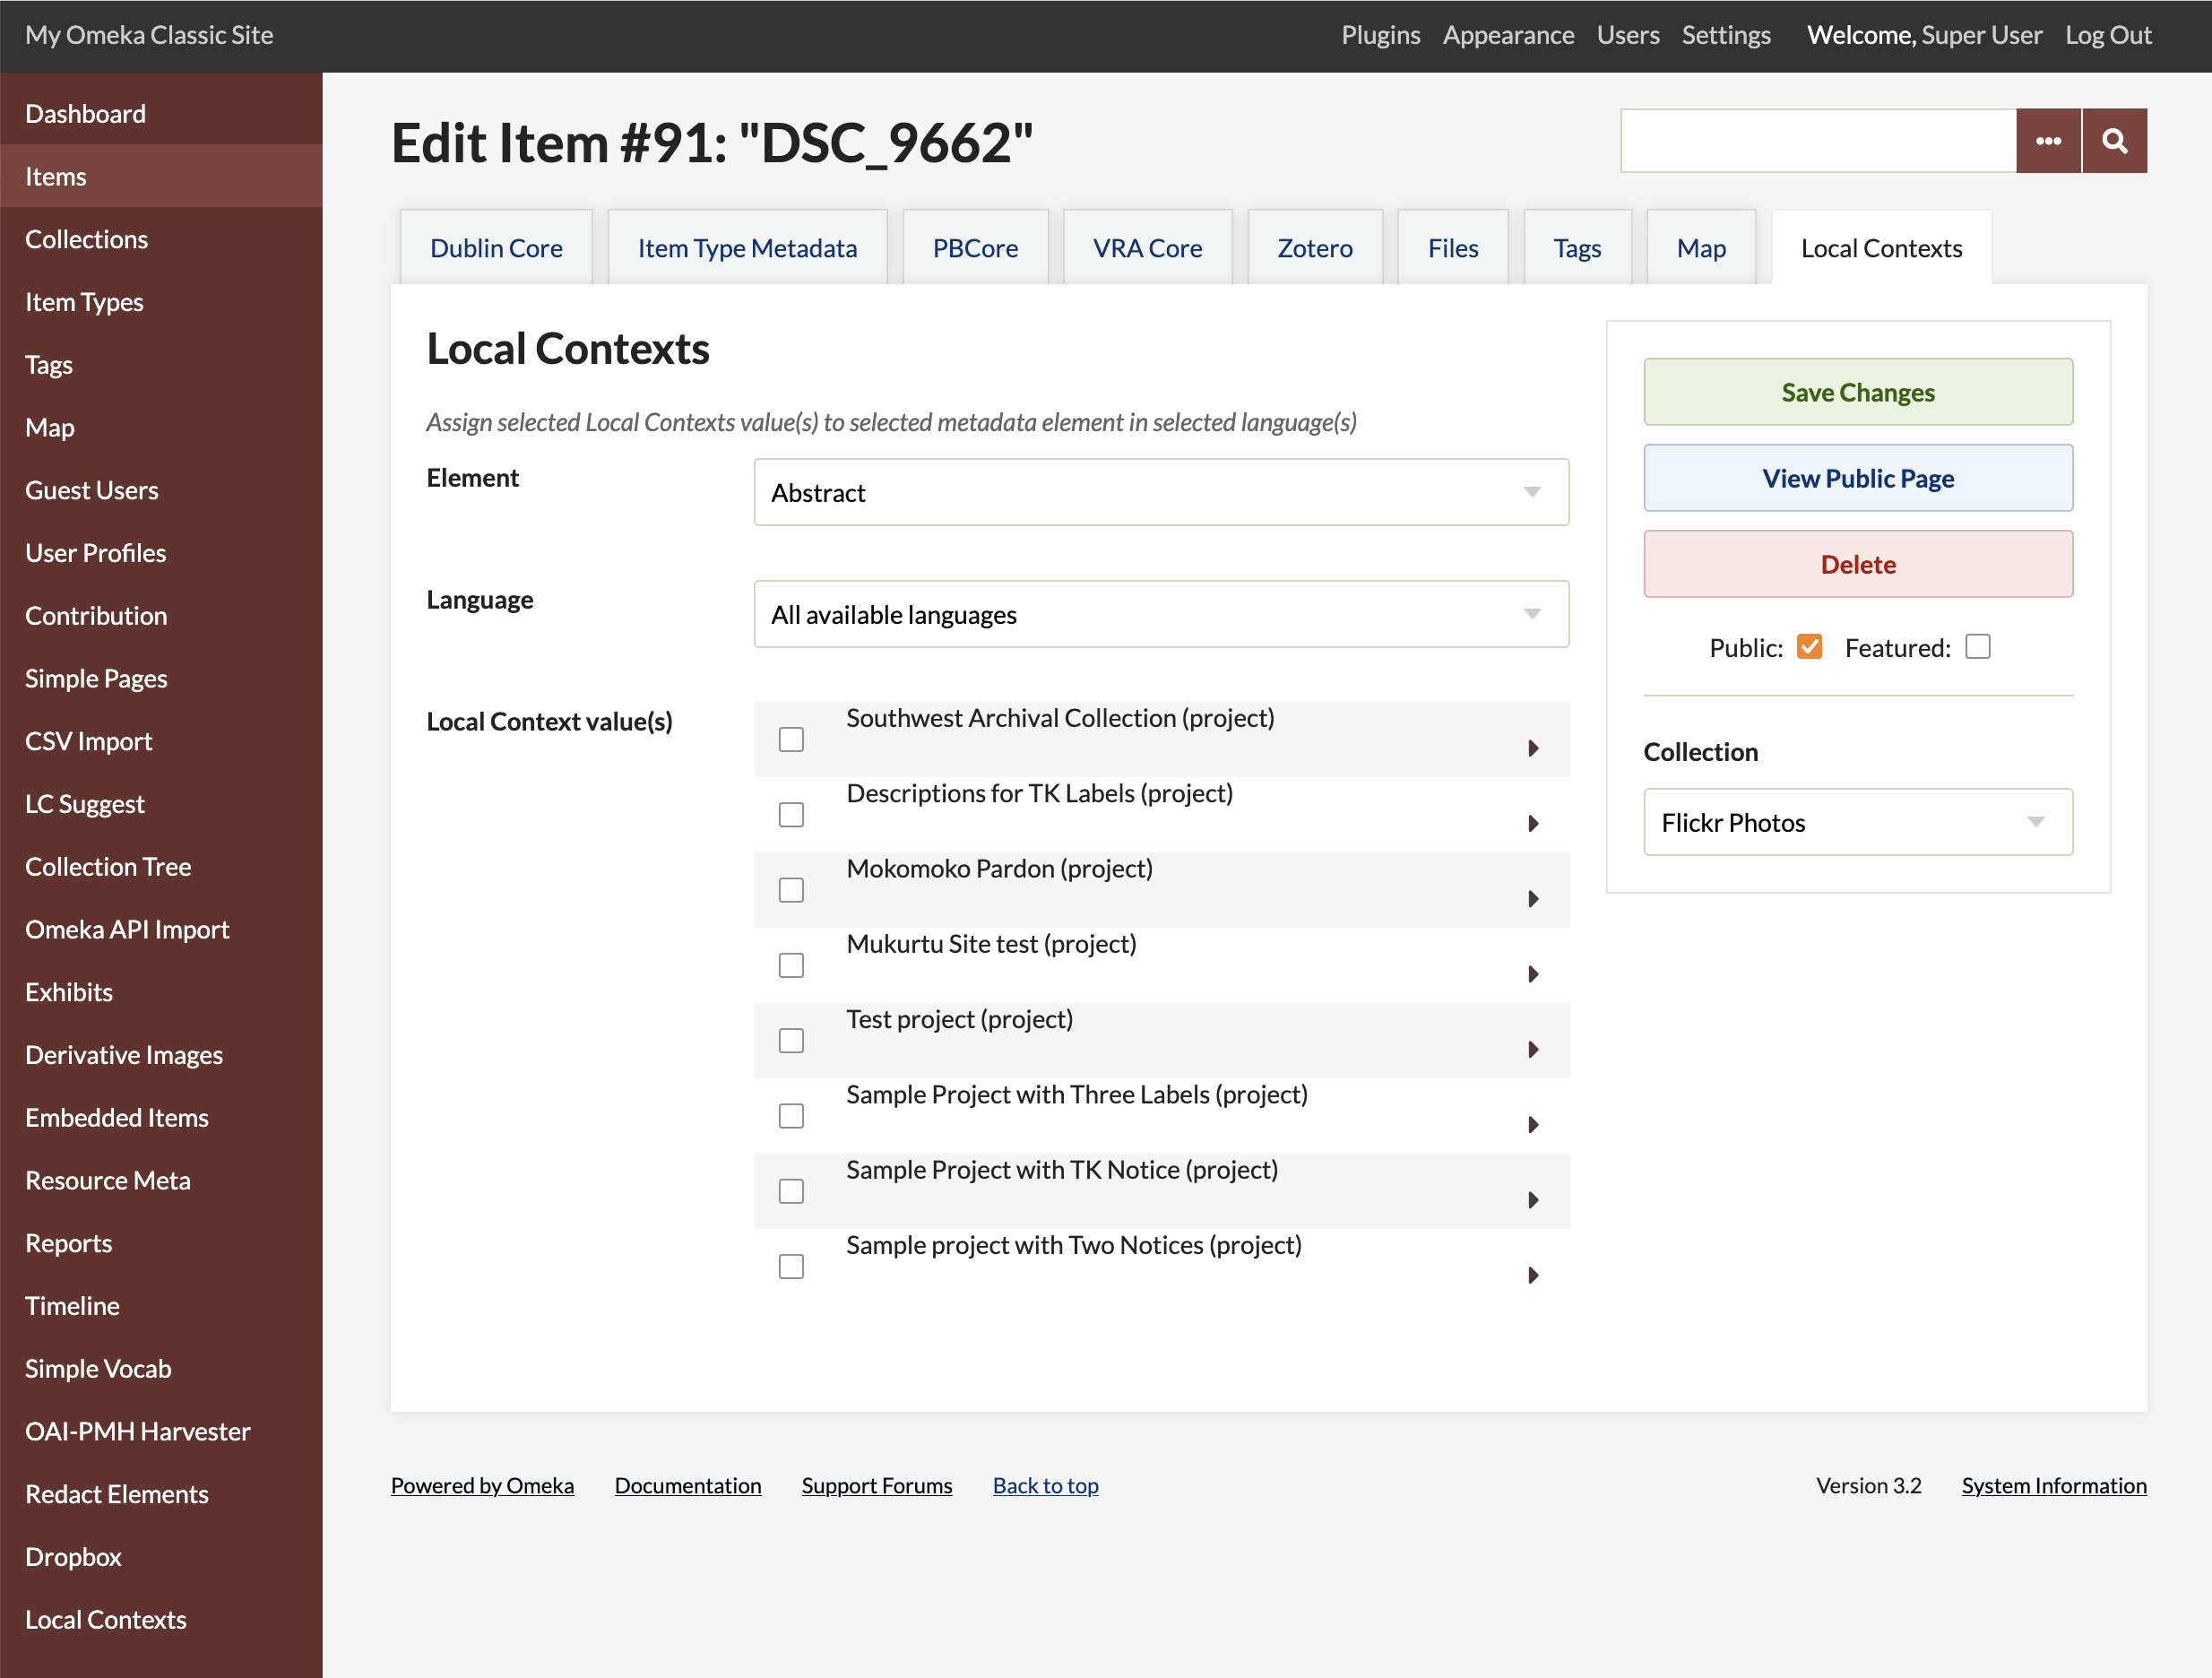 My Omeka Classic Site
Plugins Appearance Users Settings Welcome, Super User Log Out
Dashboard
Items
Collections
Item Types
Tags
Map
Guest Users
User Profiles
Contribution
Simple Pages
CSV Import
LC Suggest
Collection Tree
Omeka API Import
Exhibits
Derivative Images
Embedded Items
Resource Meta
Reports
Timeline
Simple Vocab
OAI-PMH Harvester
Redact Elements
Dropbox
Local Contexts
Edit Item #91: "DSC_9662"
Dublin Core Item Type Metadata PBCore VRA Core Zotero Files Tags Map Local Contexts
Local Contexts
Assign selected Local Contexts value(s) to selected metadata element in selected language(s)
Element
Abstract
Language
All available languages
Local Context value(s)
Southwest Archival Collection (project)
Descriptions for TK Labels (project)
Mokomoko Pardon (project)
Mukurtu Site test (project)
Test project (project)
Sample Project with Three Labels (project)
Sample Project with TK Notice (project)
Sample project with Two Notices (project)
Save Changes
View Public Page
Delete
Public: Featured:
Collection
Flickr Photos
Powered by Omeka Documentation Support Forums Back to top
Version 3.2 System Information